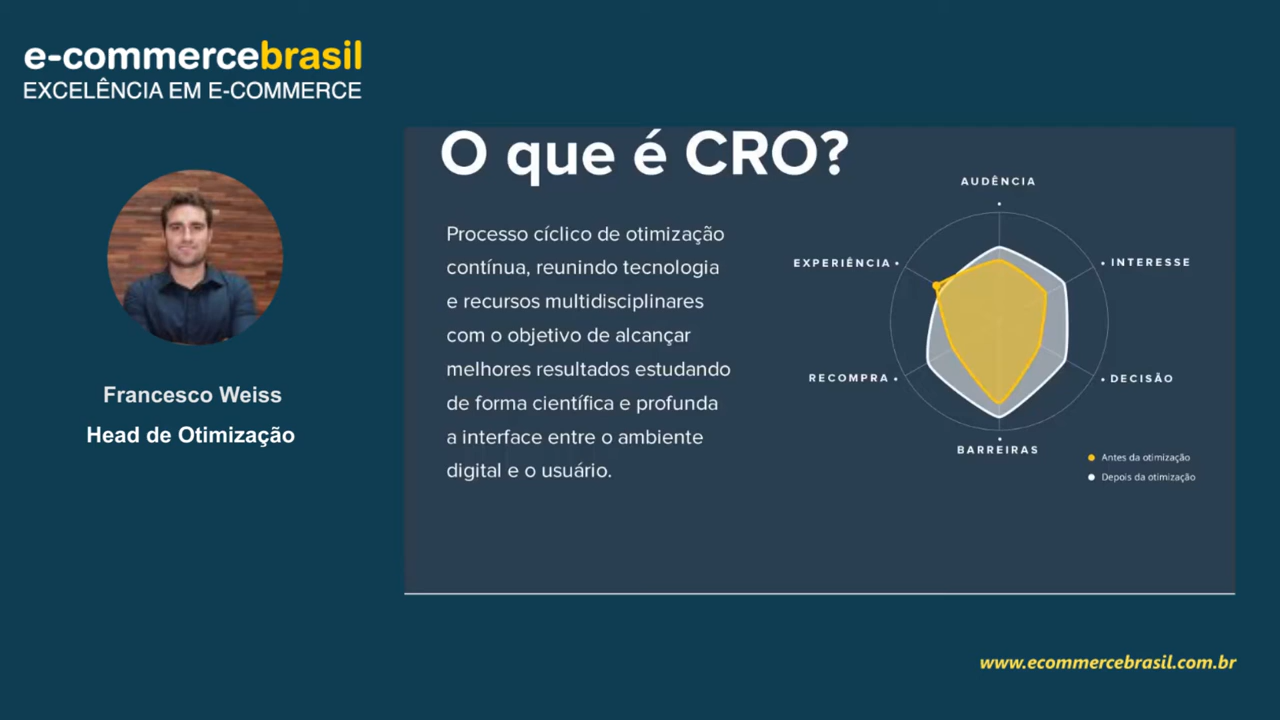 e-commercebrasil
EXCELÊNCIA EM E-COMMERCE
Francesco Weiss
Head de Otimização
O que é CRO?
Processo cíclico de otimização
contínua, reunindo tecnologia
e recursos multidisciplinares
com o objetivo de alcançar
melhores resultados estudando
de forma científica e profunda
a interface entre o ambiente
digital e o usuário.
AUDÊNCIA
EXPERIÊNCIA
INTERESSE
RECOMPRA
DECISÃO
BARREIRAS
Antes da otimização
Depois da otimização
www.ecommercebrasil.com.br